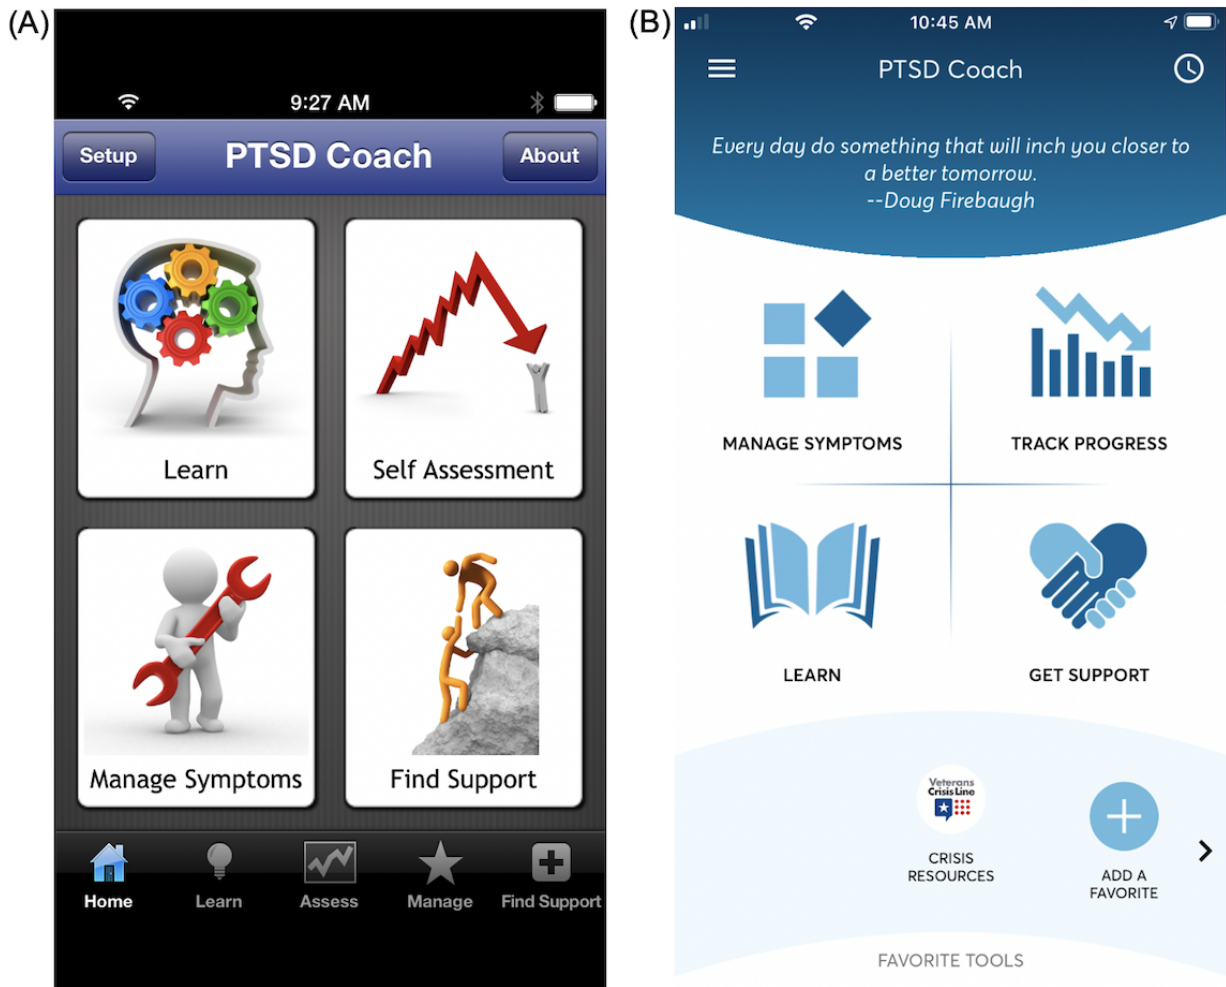 (A)
9:27 AM
Setup
PTSD Coach
About
Learn
Self Assessment
Manage Symptoms
Find Support
Home
Learn
Assess
Manage
Find Support
(B)
10:45 AM
PTSD Coach
Every day do something that will inch you closer to
a better tomorrow.
--Doug Firebaugh
MANAGE SYMPTOMS
TRACK PROGRESS
LEARN
GET SUPPORT
Veterans
CrisisLine
CRISIS
RESOURCES
ADD A
FAVORITE
FAVORITE TOOLS